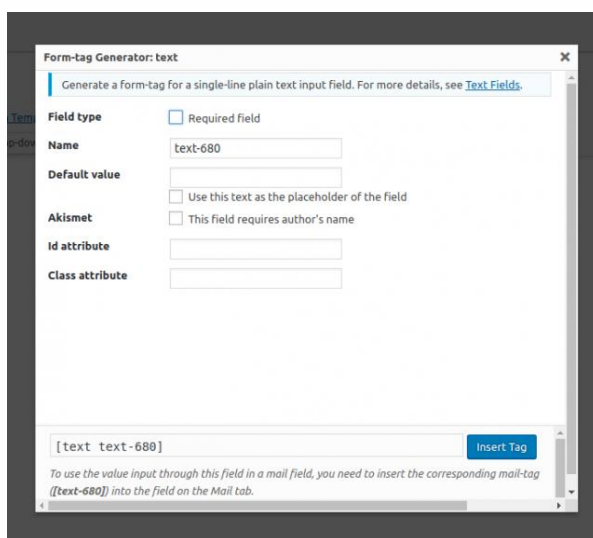 Form-tag Generator: text
Generate a form-tag for a single-line plain text input field. For more details, see Text Fields.
Field type
Required field
Name
text-680
Default value
Use this text as the placeholder of the field
Akismet
This field requires author's name
Id attribute
Class attribute
[text text-680]
Insert Tag
To use the value input through this field in a mail field, you need to insert the corresponding mail-tag
([text-680]) into the field on the Mail tab.